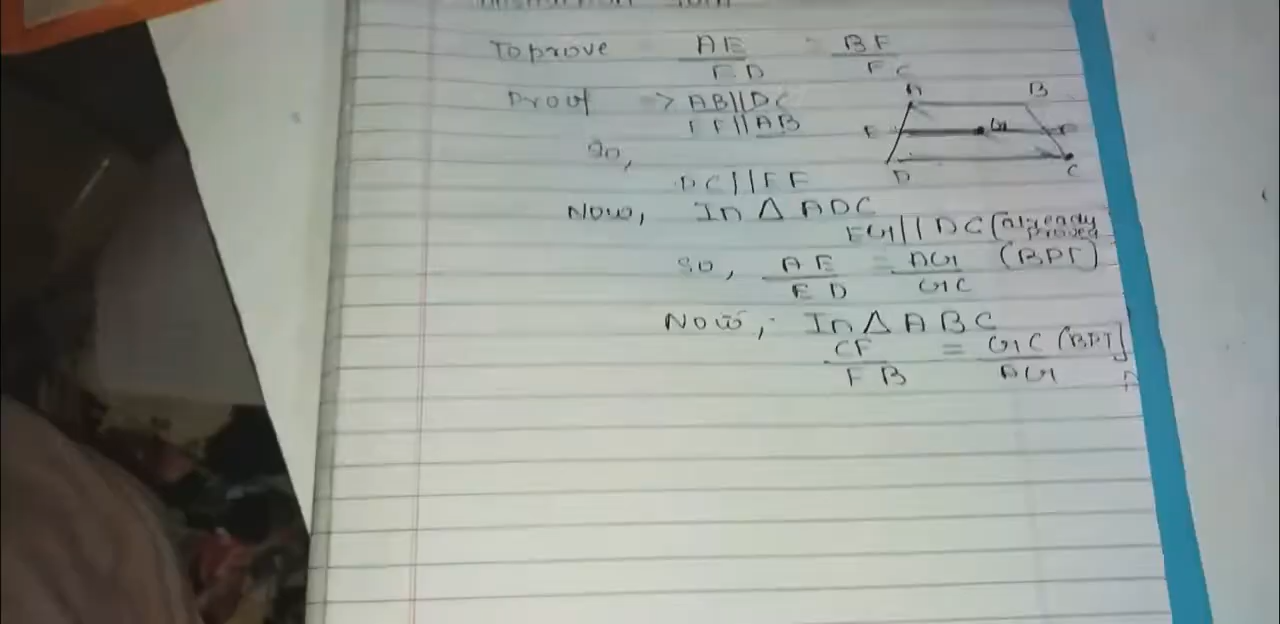 To prove AE/ED = BF/FC
Proof -> AB||DC
EF||AB
A B
E G F
D C
So,
DC||EF
Now, In Δ ADC
EG||DC [Already proved
So, AE/ED = AG/GC (BPT)
Now, In Δ ABC
CF/FB = GC/AG (BPT]